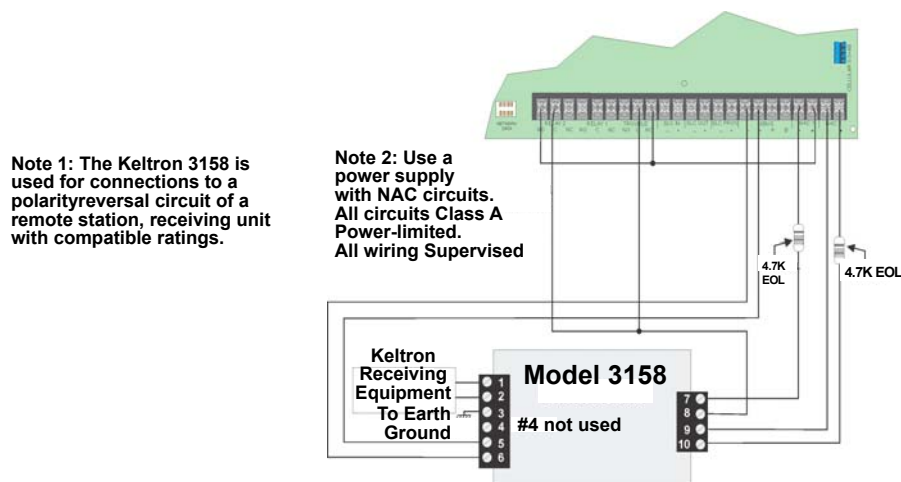 Note 1: The Keltron 3158 is
used for connections to a
polarityreversal circuit of a
remote station, receiving unit
with compatible ratings.
Note 2: Use a
power supply
with NAC circuits.
All circuits Class A
Power-limited.
All wiring Supervised
4.7K
EOL
4.7K EOL
Keltron
Receiving
Equipment
To Earth
Ground
1
2
3
4
5
6
Model 3158
#4 not used
7
8
9
10